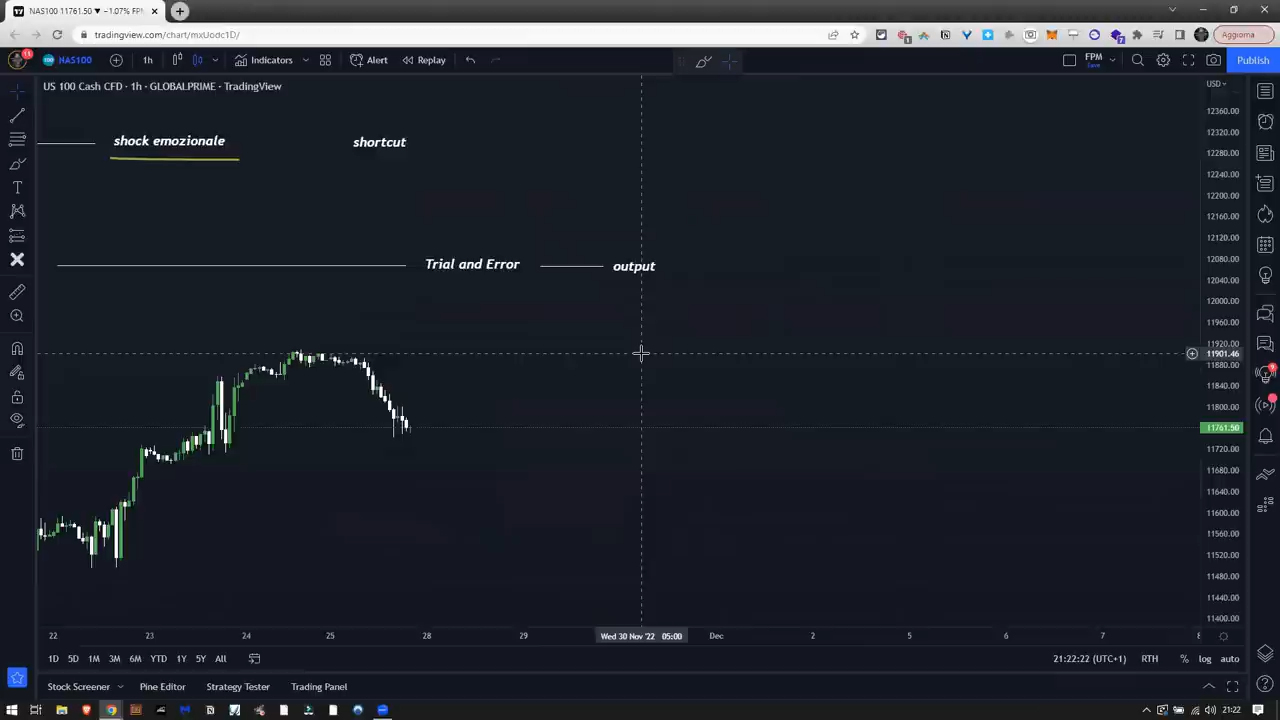 NAS100 11761.50 ▼ −1.07% FPM
tradingview.com/chart/mxUodc1D/
Aggiorna
11
NAS100
1h
Indicators
Alert
Replay
FPM
Save
Publish
US 100 Cash CFD · 1h · GLOBALPRIME · TradingView
USD
shock emozionale
shortcut
Trial and Error
output
12360.00
12320.00
12280.00
12240.00
12200.00
12160.00
12120.00
12080.00
12040.00
12000.00
11960.00
11920.00
11901.46
11880.00
11840.00
11800.00
11761.50
11720.00
11680.00
11640.00
11600.00
11560.00
11520.00
11480.00
11440.00
11400.00
22 23 24 25 28 29 Wed 30 Nov '22 05:00 Dec 2 5 6 7 8
1D 5D 1M 3M 6M YTD 1Y 5Y All
21:22:22 (UTC+1) RTH % log auto
Stock Screener Pine Editor Strategy Tester Trading Panel
21:22